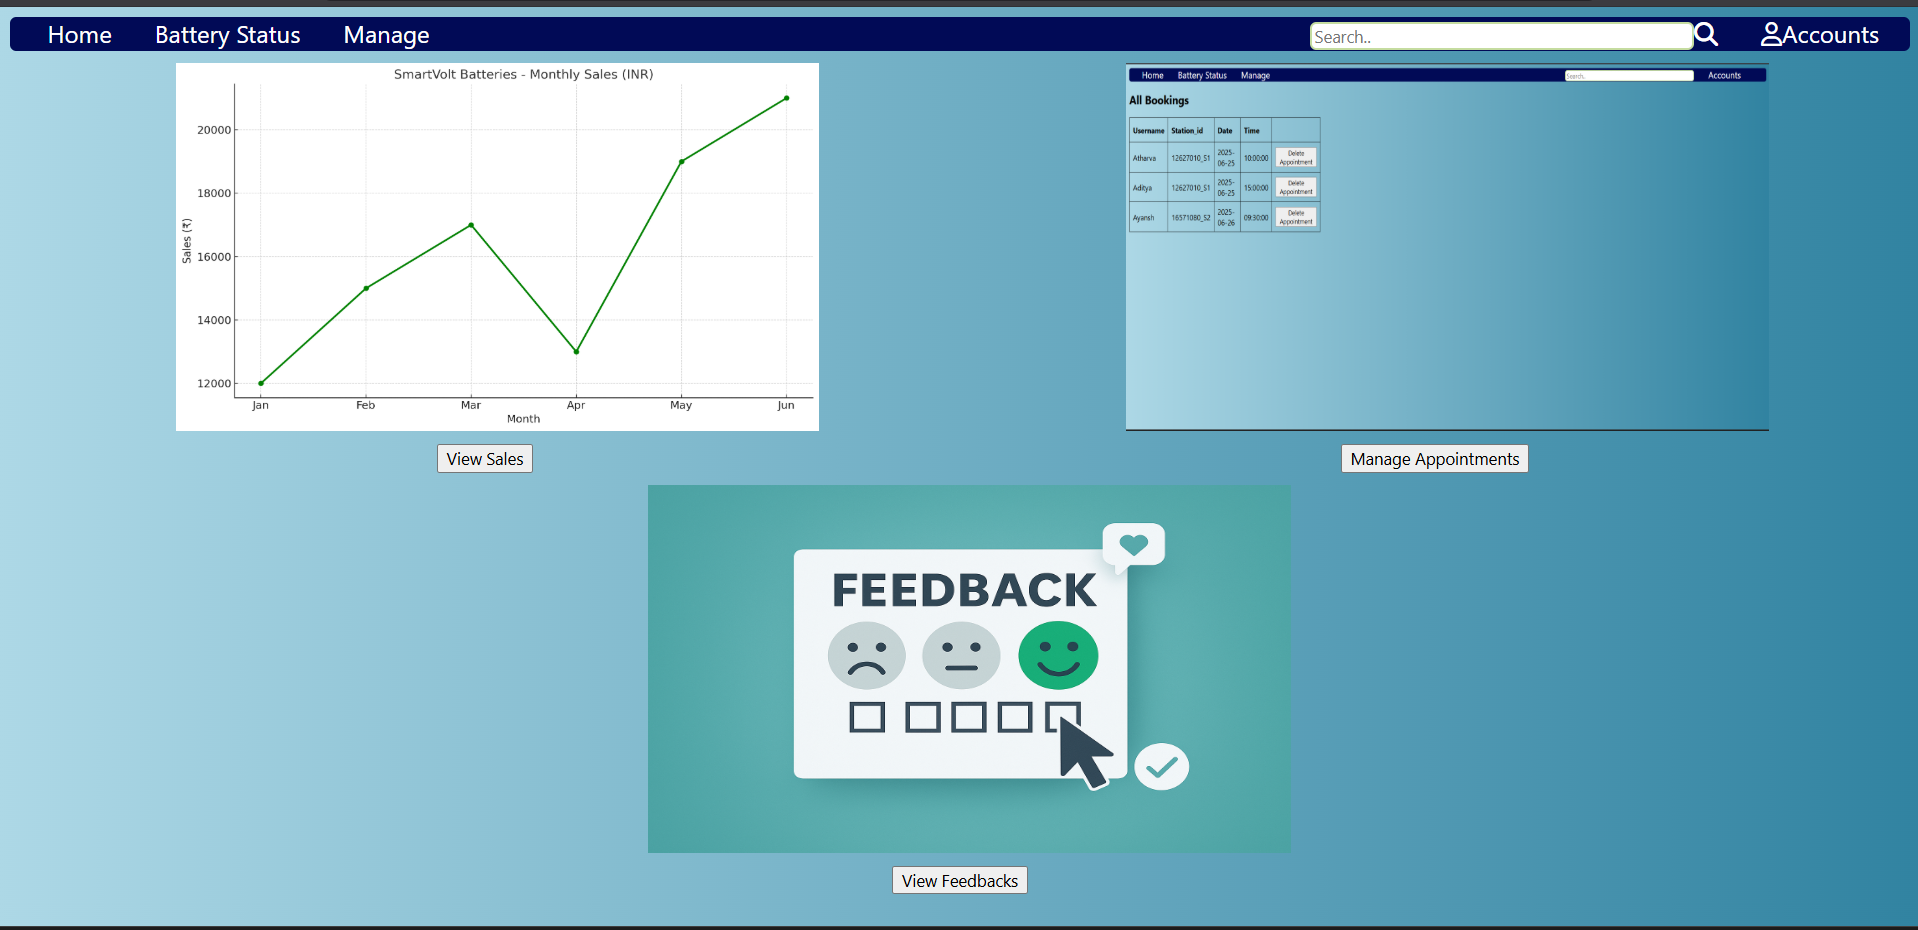 Home Battery Status Manage Search.. Accounts
SmartVolt Batteries - Monthly Sales (INR)
20000
18000
16000
14000
12000
Sales (₹)
Jan Feb Mar Apr May Jun
Month
View Sales
Home Battery Status Manage Search.. Accounts
All Bookings
Username Station_id Date Time
Atharva 12627010_S1 2025-06-25 10:00:00 Delete Appointment
Aditya 12627010_S1 2025-06-25 15:00:00 Delete Appointment
Ayansh 16571080_S2 2025-06-26 09:30:00 Delete Appointment
Manage Appointments
FEEDBACK
View Feedbacks